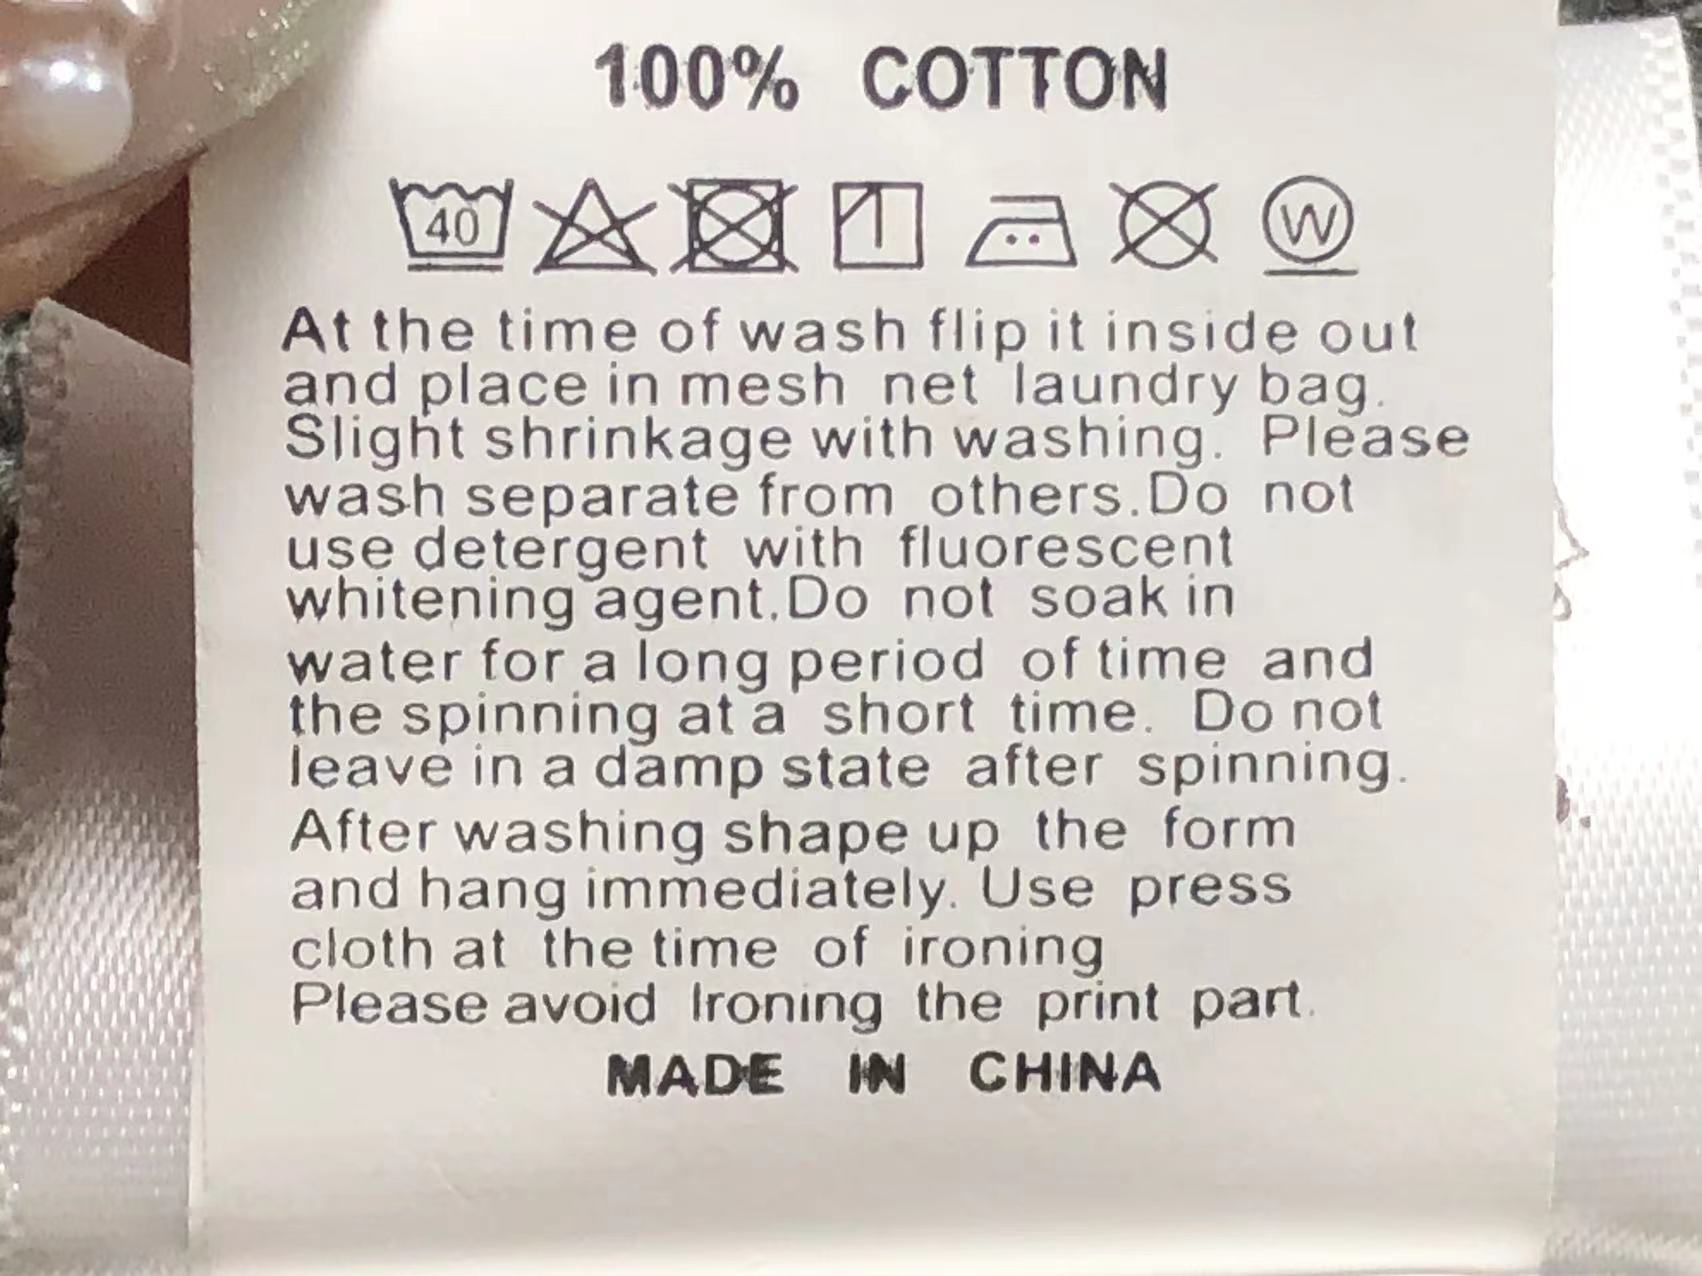 100% COTTON
40 W
At the time of wash flip it inside out
and place in mesh net laundry bag.
Slight shrinkage with washing. Please
wash separate from others.Do not
use detergent with fluorescent
whitening agent.Do not soak in
water for a long period of time and
the spinning at a short time. Do not
leave in a damp state after spinning.
After washing shape up the form
and hang immediately. Use press
cloth at the time of ironing
Please avoid Ironing the print part.
MADE IN CHINA